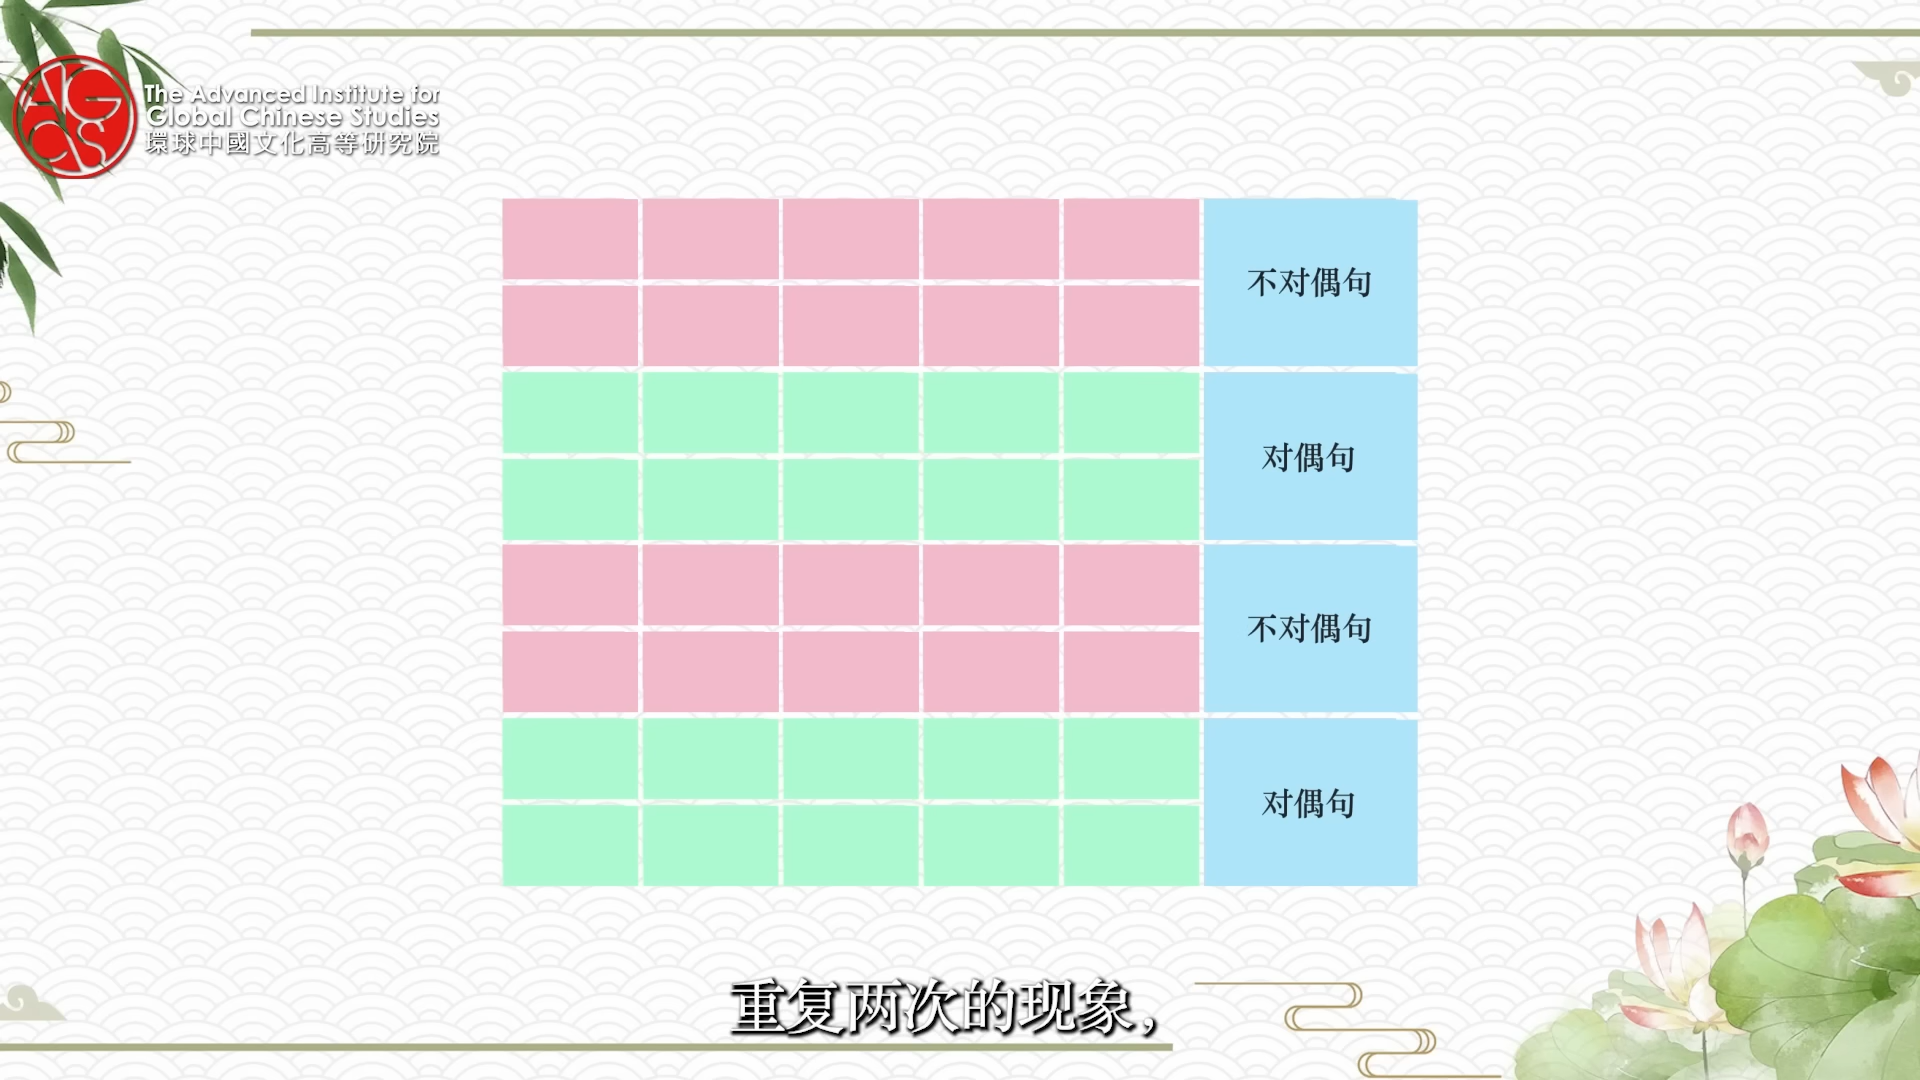 The Advanced Institute for
Global Chinese Studies
環球中國文化高等研究院
不对偶句
对偶句
不对偶句
对偶句
重复两次的现象，